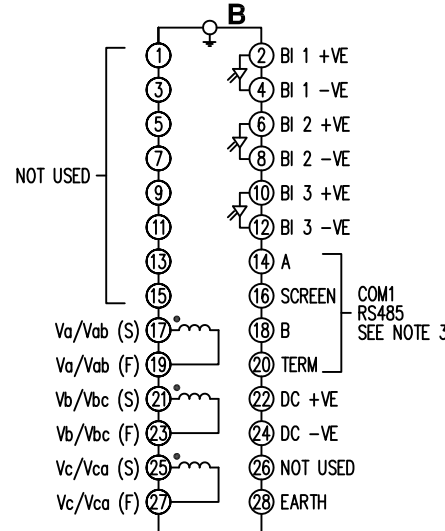 B
1 2 BI 1 +VE
3 4 BI 1 -VE
5 6 BI 2 +VE
7 8 BI 2 -VE
NOT USED
9 10 BI 3 +VE
11 12 BI 3 -VE
13 14 A
15 16 SCREEN
COM1
RS485
SEE NOTE 3
Va/Vab (S) 17 18 B
Va/Vab (F) 19 20 TERM
Vb/Vbc (S) 21 22 DC +VE
Vb/Vbc (F) 23 24 DC -VE
Vc/Vca (S) 25 26 NOT USED
Vc/Vca (F) 27 28 EARTH